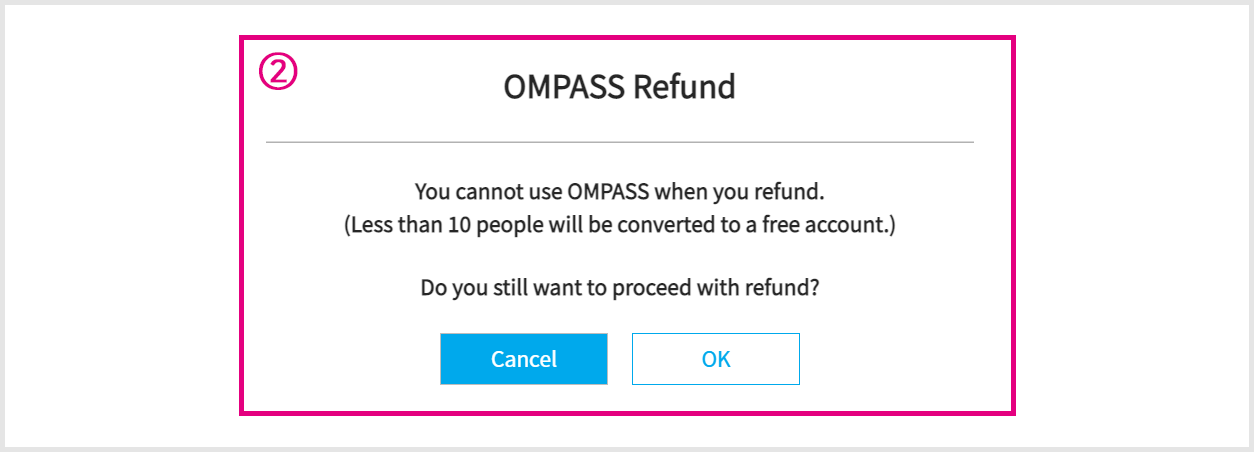 ②
OMPASS Refund
You cannot use OMPASS when you refund.
(Less than 10 people will be converted to a free account.)
Do you still want to proceed with refund?
Cancel
OK